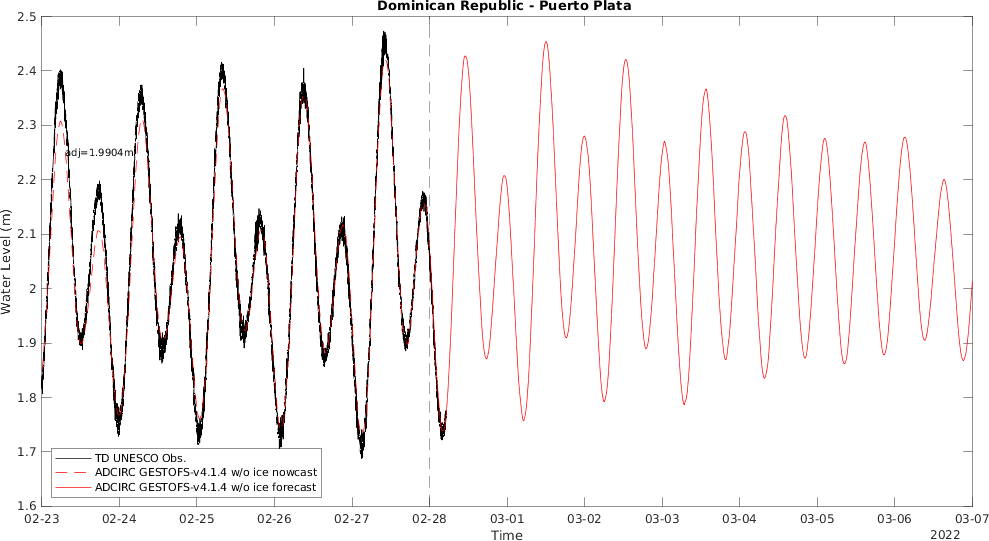 Dominican Republic - Puerto Plata
2.5
2.4
2.3
2.2
2.1
2
1.9
1.8
1.7
1.6
Water Level (m)
adj=1.9904m
TD UNESCO Obs.
ADCIRC GESTOFS-v4.1.4 w/o ice nowcast
ADCIRC GESTOFS-v4.1.4 w/o ice forecast
02-23 02-24 02-25 02-26 02-27 02-28 03-01 03-02 03-03 03-04 03-05 03-06 03-07
Time
2022